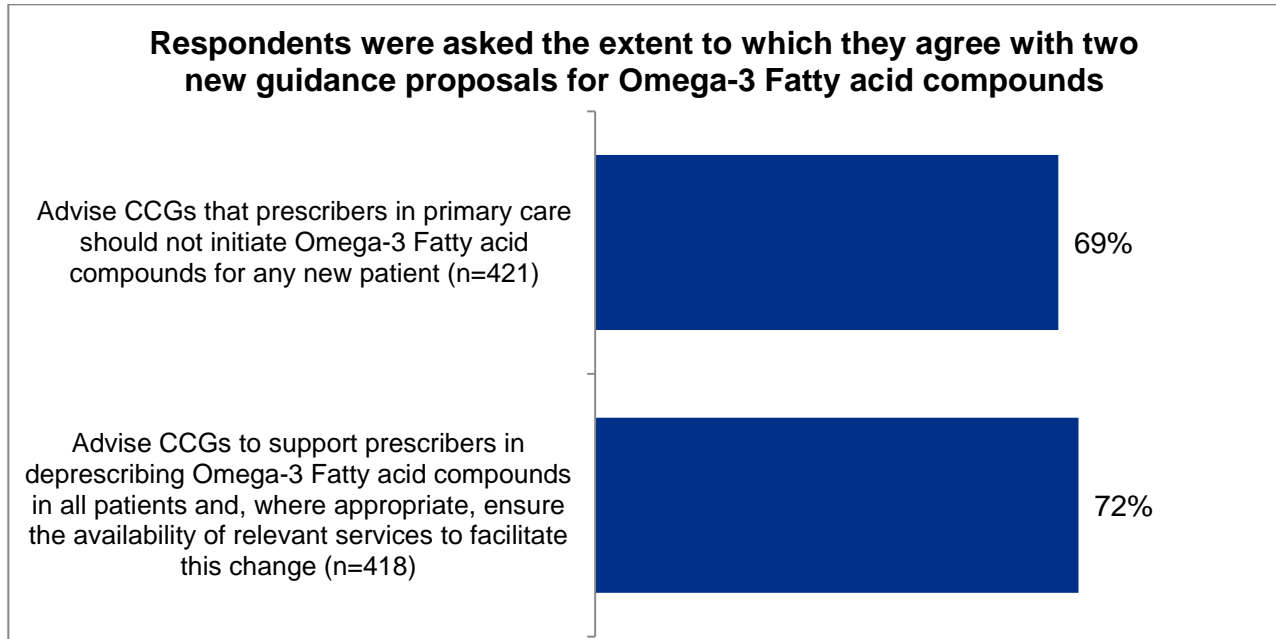 Respondents were asked the extent to which they agree with two
new guidance proposals for Omega-3 Fatty acid compounds
Advise CCGs that prescribers in primary care
should not initiate Omega-3 Fatty acid
compounds for any new patient (n=421)
69%
Advise CCGs to support prescribers in
deprescribing Omega-3 Fatty acid compounds
in all patients and, where appropriate, ensure
the availability of relevant services to facilitate
this change (n=418)
72%